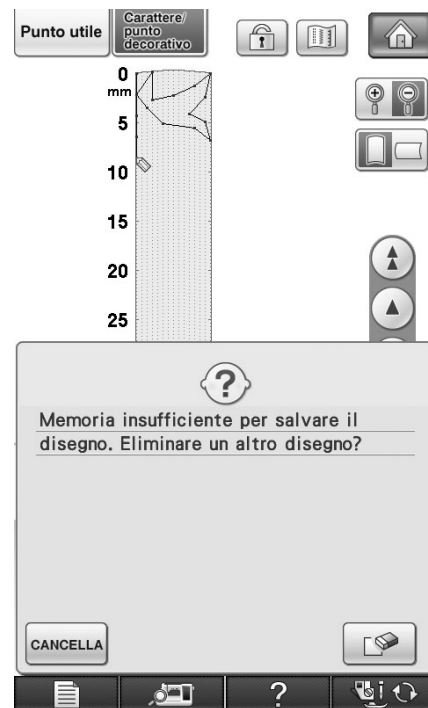 Punto utile
Carattere/
punto
decorativo
0
mm
5
10
15
20
25
?
Memoria insufficiente per salvare il
disegno. Eliminare un altro disegno?
CANCELLA
?
i